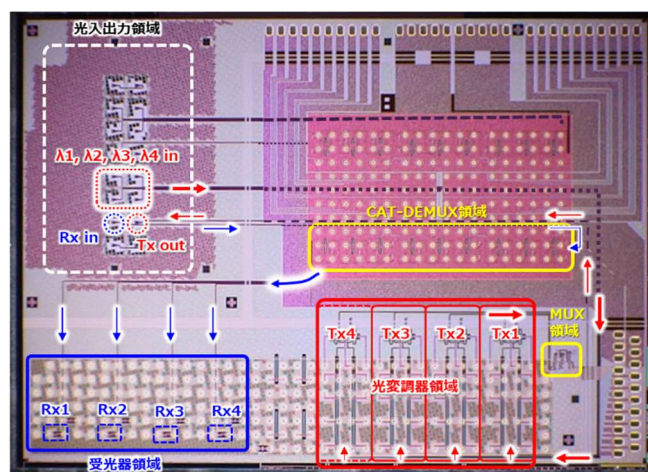 光入出力領域
λ1, λ2, λ3, λ4 in
Rx in
Tx out
CAT-DEMUX領域
Tx4
Tx3
Tx2
Tx1
MUX
領域
光変調器領域
Rx1
Rx2
Rx3
Rx4
受光器領域